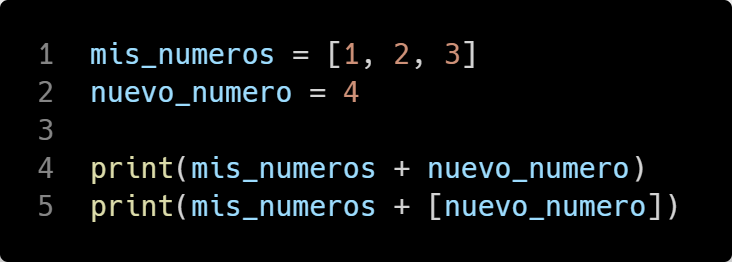 1 mis_numeros = [1, 2, 3]
2 nuevo_numero = 4
3
4 print(mis_numeros + nuevo_numero)
5 print(mis_numeros + [nuevo_numero])